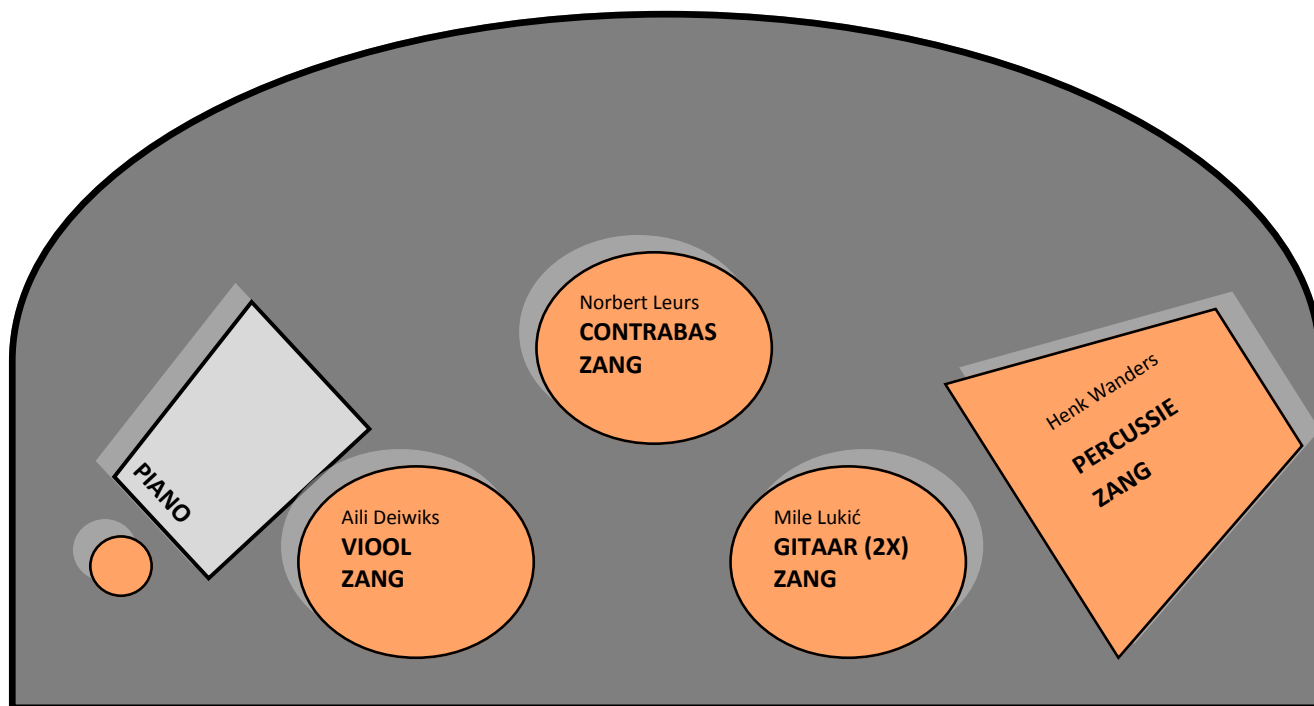 Norbert Leurs
CONTRABAS
ZANG
Henk Wanders
PERCUSSIE
ZANG
PIANO
Aili Deiwiks
VIOOL
ZANG
Mile Lukić
GITAAR (2X)
ZANG